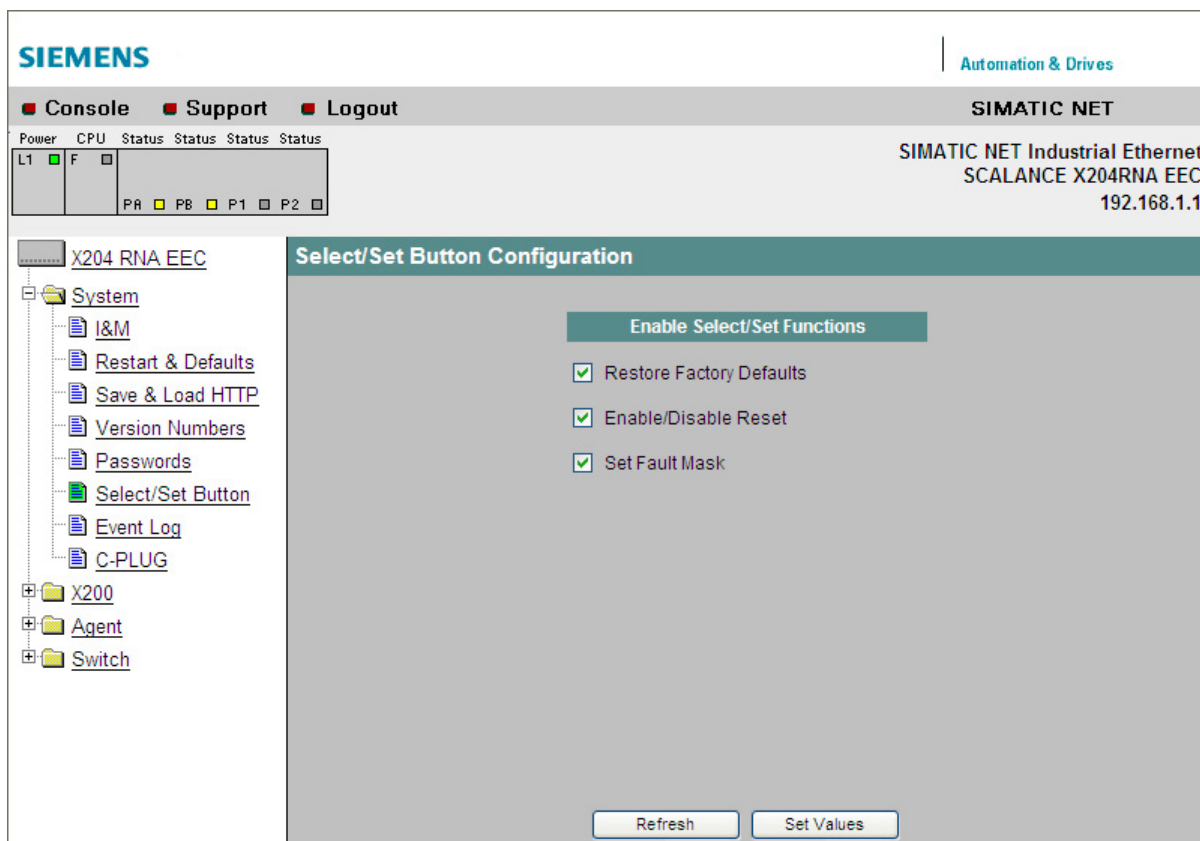 SIEMENS
Automation & Drives
Console Support Logout SIMATIC NET
Power CPU Status Status Status Status
L1 F
PA PB P1 P2
SIMATIC NET Industrial Ethernet
SCALANCE X204RNA EEC
192.168.1.1
X204 RNA EEC
Select/Set Button Configuration
System
I&M
Restart & Defaults
Save & Load HTTP
Version Numbers
Passwords
Select/Set Button
Event Log
C-PLUG
X200
Agent
Switch
Enable Select/Set Functions
Restore Factory Defaults
Enable/Disable Reset
Set Fault Mask
Refresh Set Values